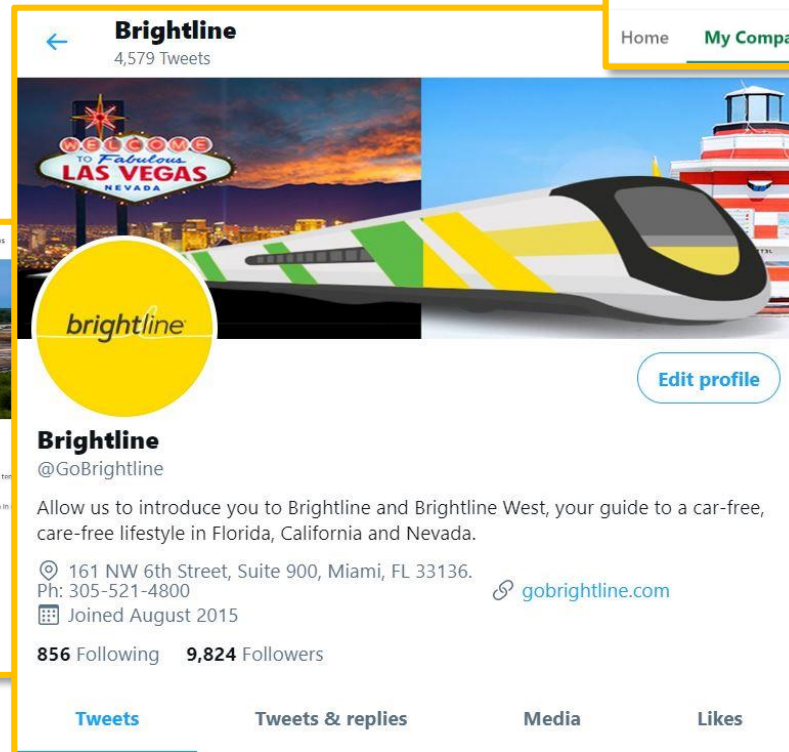 Home My Compa
Brightline
4,579 Tweets
WELCOME
TO Fabulous
LAS VEGAS
NEVADA
brightline
Edit profile
Brightline
@GoBrightline
Allow us to introduce you to Brightline and Brightline West, your guide to a car-free,
care-free lifestyle in Florida, California and Nevada.
161 NW 6th Street, Suite 900, Miami, FL 33136.
Ph: 305-521-4800
gobrightline.com
Joined August 2015
856 Following 9,824 Followers
Tweets Tweets & replies Media Likes